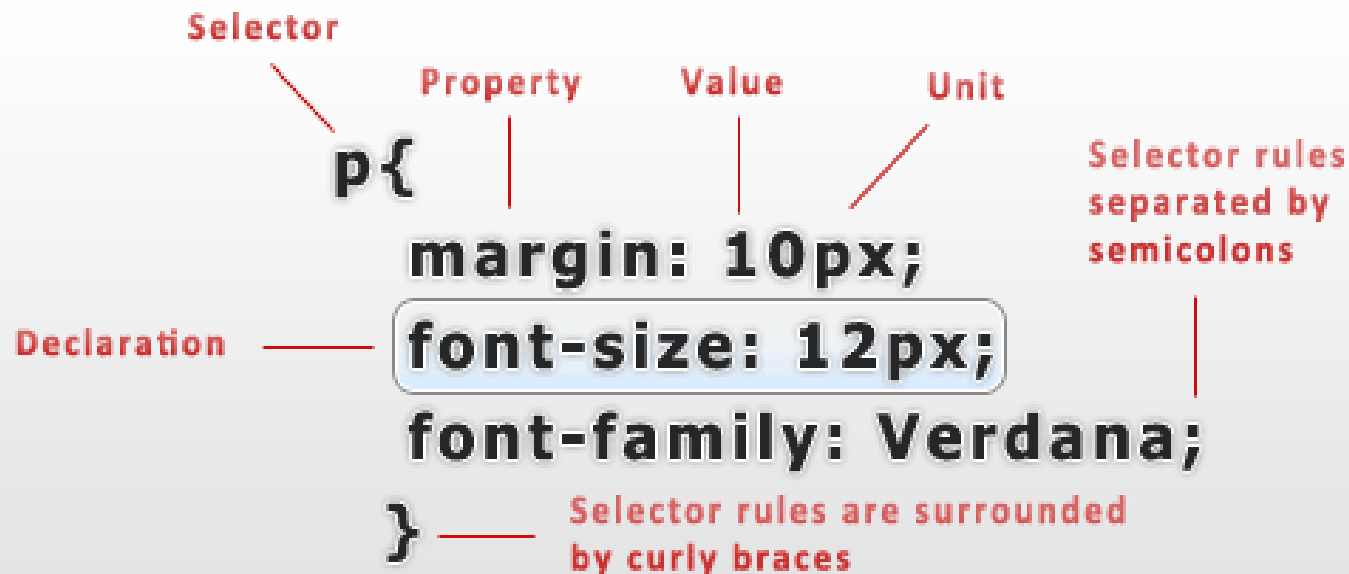 Selector
Property Value Unit
p{
Selector rules
separated by
semicolons
margin: 10px;
Declaration
font-size: 12px;
font-family: Verdana;
}
Selector rules are surrounded
by curly braces